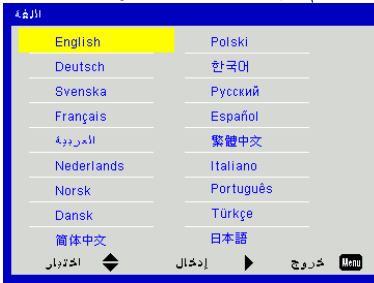 اللغة
English Polski
Deutsch 한국어
Svenska Русский
Français Español
العربية 繁體中文
Nederlands Italiano
Norsk Português
Dansk Türkçe
简体中文 日本語
اختيار إدخال خروج Menu